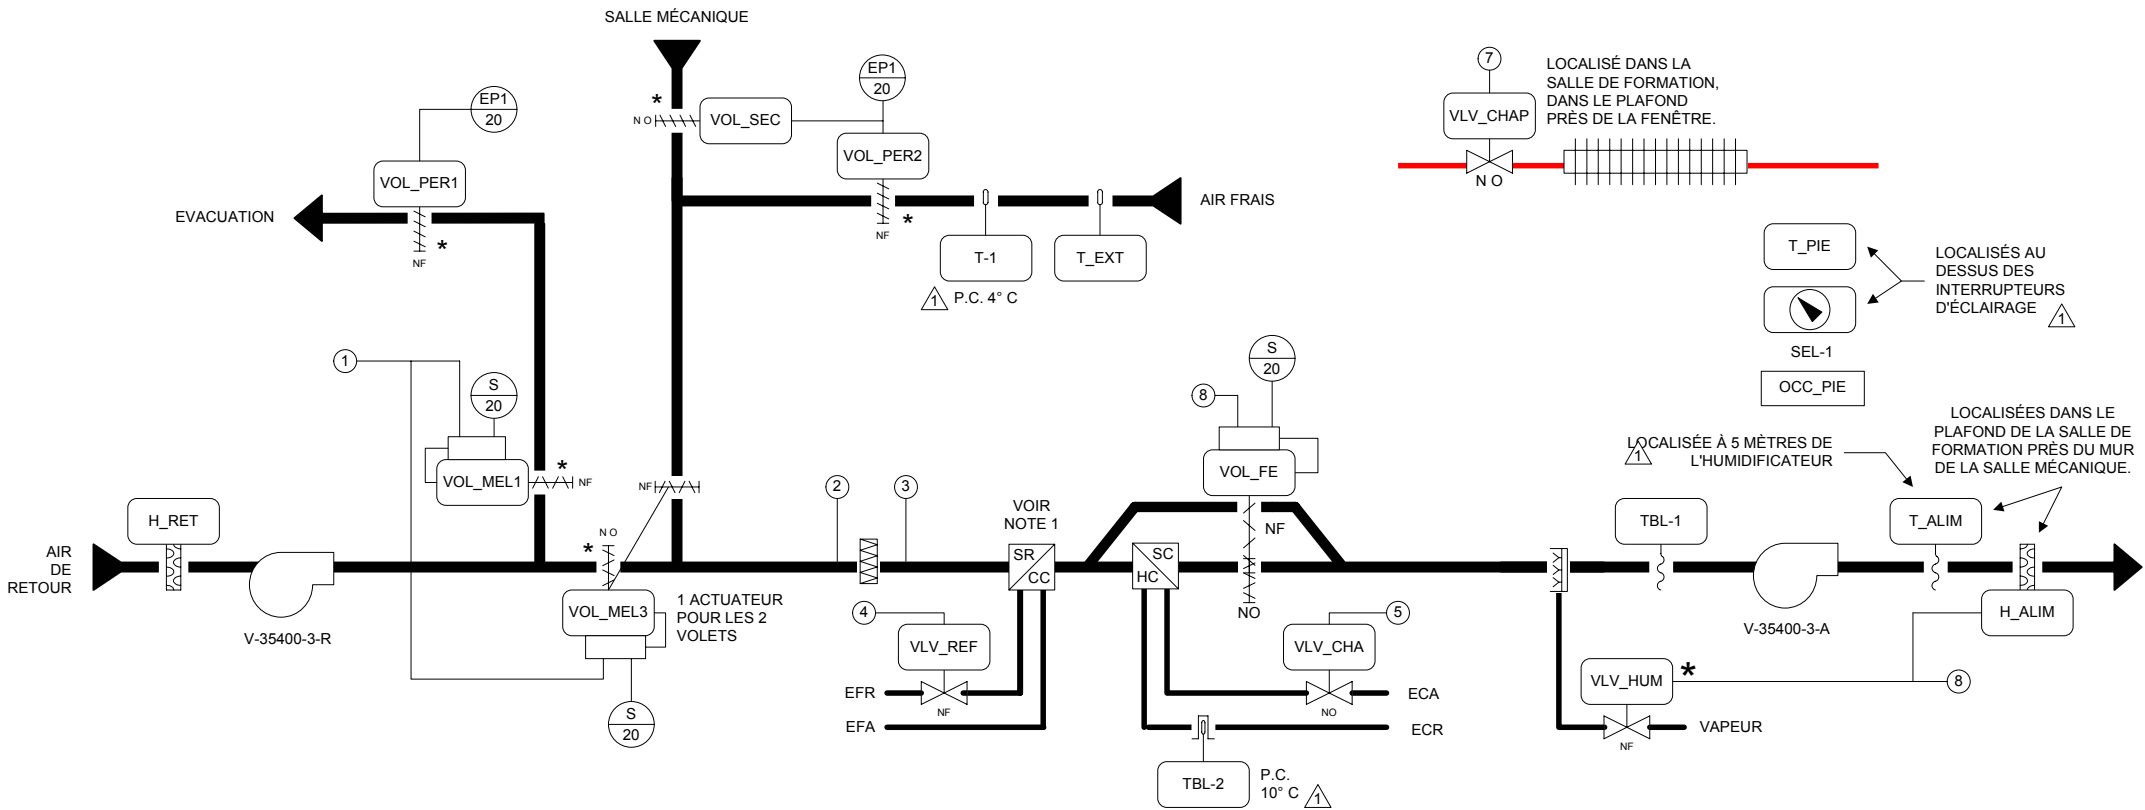 SALLE MÉCANIQUE
EP1
20
EP1
20
*
N O
VOL_SEC
VOL_PER2
VOL_PER1
EVACUATION
*
NF
*
NF
AIR FRAIS
T-1
T_EXT
1
P.C. 4° C
7
LOCALISÉ DANS LA
SALLE DE FORMATION,
DANS LE PLAFOND
PRÈS DE LA FENÊTRE.
VLV_CHAP
N O
T_PIE
LOCALISÉS AU
DESSUS DES
INTERRUPTEURS
D'ÉCLAIRAGE
1
SEL-1
OCC_PIE
1
S
20
VOL_MEL1
*
NF
NF
2
3
8
S
20
VOL_FE
NF
NO
VOIR
NOTE 1
LOCALISÉE À 5 MÈTRES DE
L'HUMIDIFICATEUR
1
LOCALISÉES DANS LE
PLAFOND DE LA SALLE DE
FORMATION PRÈS DU MUR
DE LA SALLE MÉCANIQUE.
H_RET
AIR
DE
RETOUR
V-35400-3-R
N O
*
VOL_MEL3
1 ACTUATEUR
POUR LES 2
VOLETS
S
20
SR
CC
SC
HC
4
VLV_REF
EFR
NF
EFA
5
VLV_CHA
ECA
NO
ECR
TBL-2
P.C.
10° C
1
TBL-1
T_ALIM
V-35400-3-A
H_ALIM
VLV_HUM
*
8
VAPEUR
NF